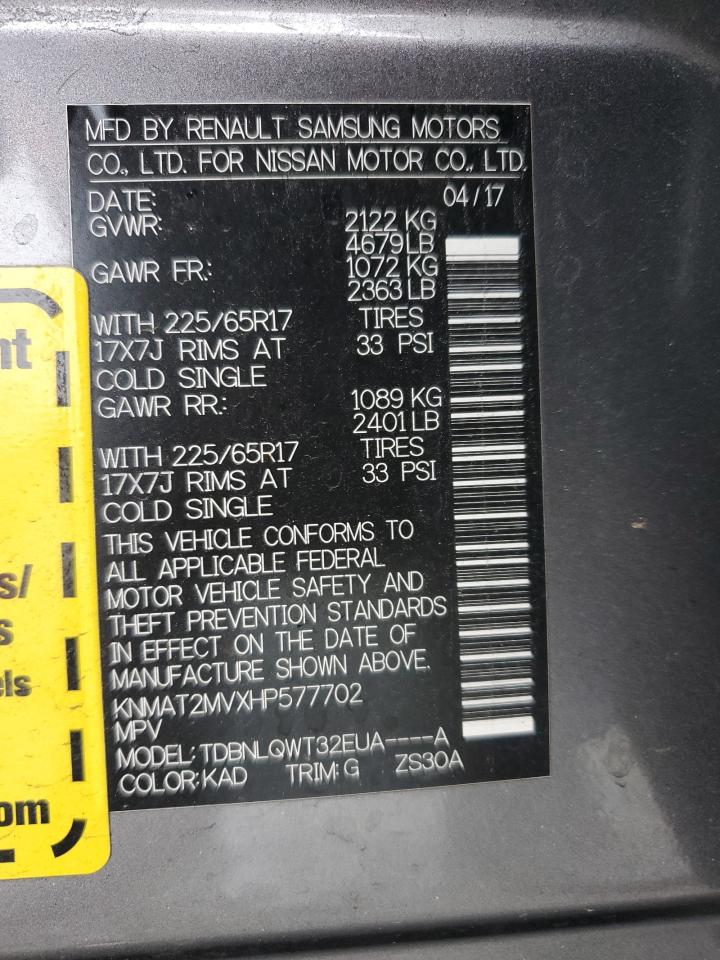 MFD BY RENAULT SAMSUNG MOTORS
CO., LTD. FOR NISSAN MOTOR CO., LTD.
DATE: 04/17
GVWR: 2122 KG
4679 LB
GAWR FR.: 1072 KG
2363 LB
WITH 225/65R17 TIRES
17X7J RIMS AT 33 PSI
COLD SINGLE
GAWR RR.: 1089 KG
2401 LB
WITH 225/65R17 TIRES
17X7J RIMS AT 33 PSI
COLD SINGLE
THIS VEHICLE CONFORMS TO
ALL APPLICABLE FEDERAL
MOTOR VEHICLE SAFETY AND
THEFT PREVENTION STANDARDS
IN EFFECT ON THE DATE OF
MANUFACTURE SHOWN ABOVE.
KNMAT2MVXHP577702
MPV
MODEL: TDBNLQWT32EUA----A
COLOR: KAD TRIM: G ZS30A
nt
s/
s
els
om